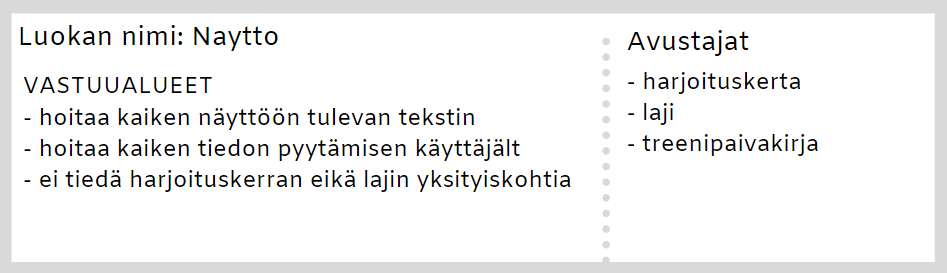 Luokan nimi: Naytto
VASTUUALUEET
- hoitaa kaiken näyttöön tulevan tekstin
- hoitaa kaiken tiedon pyytämisen käyttäjält
- ei tiedä harjoituskerran eikä lajin yksityiskohtia
Avustajat
- harjoituskerta
- laji
- treenipaivakirja